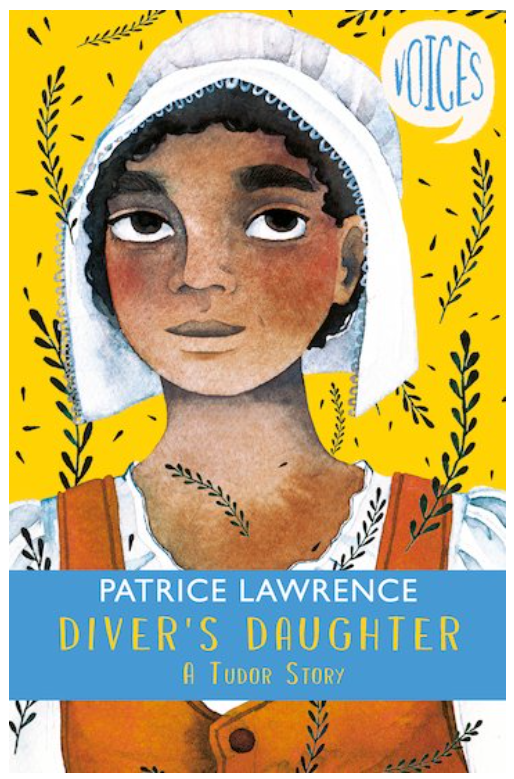 VOICES
PATRICE LAWRENCE
DIVER'S DAUGHTER
A TUDOR STORY